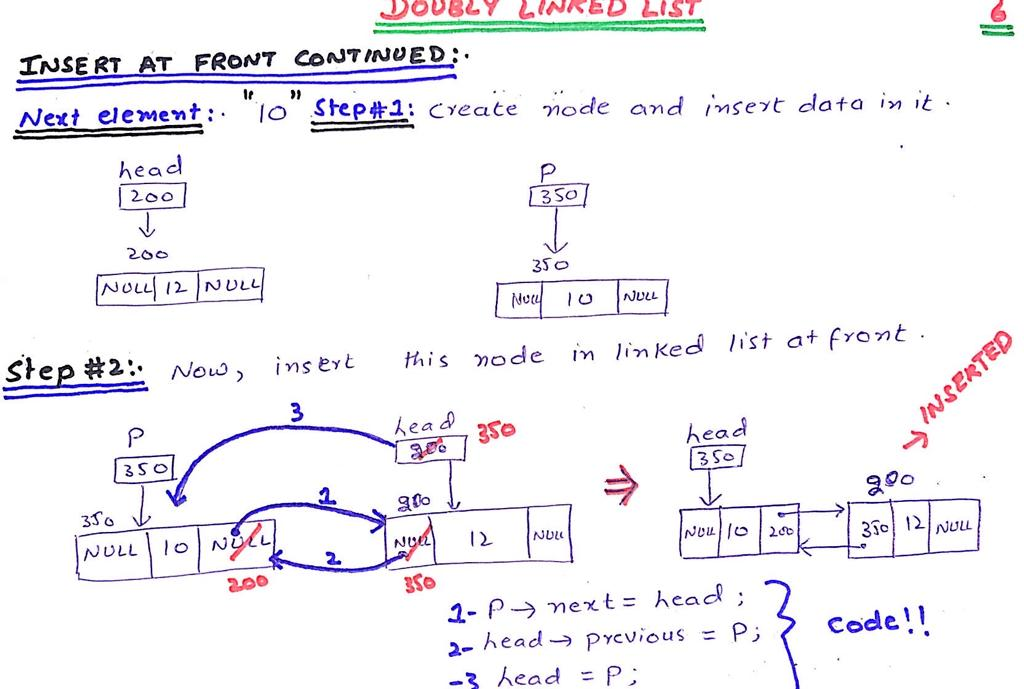 DOUBLY LINKED LIST 6
INSERT AT FRONT CONTINUED:.
Next element:. "10" Step#1: Create node and insert data in it.
head
200
200
NULL 12 NULL
P
350
350
NULL 10 NULL
Step #2:. Now, insert this node in linked list at front.
P
350
350
NULL 10 NULL
200
3
1
2
head
200 350
200
NULL 12 NULL
350
⇒
head
350
NULL 10 200
200
350 12 NULL
→ INSERTED
1- P → next = head;
2- head → previous = P;
-3 head = P;
code!!